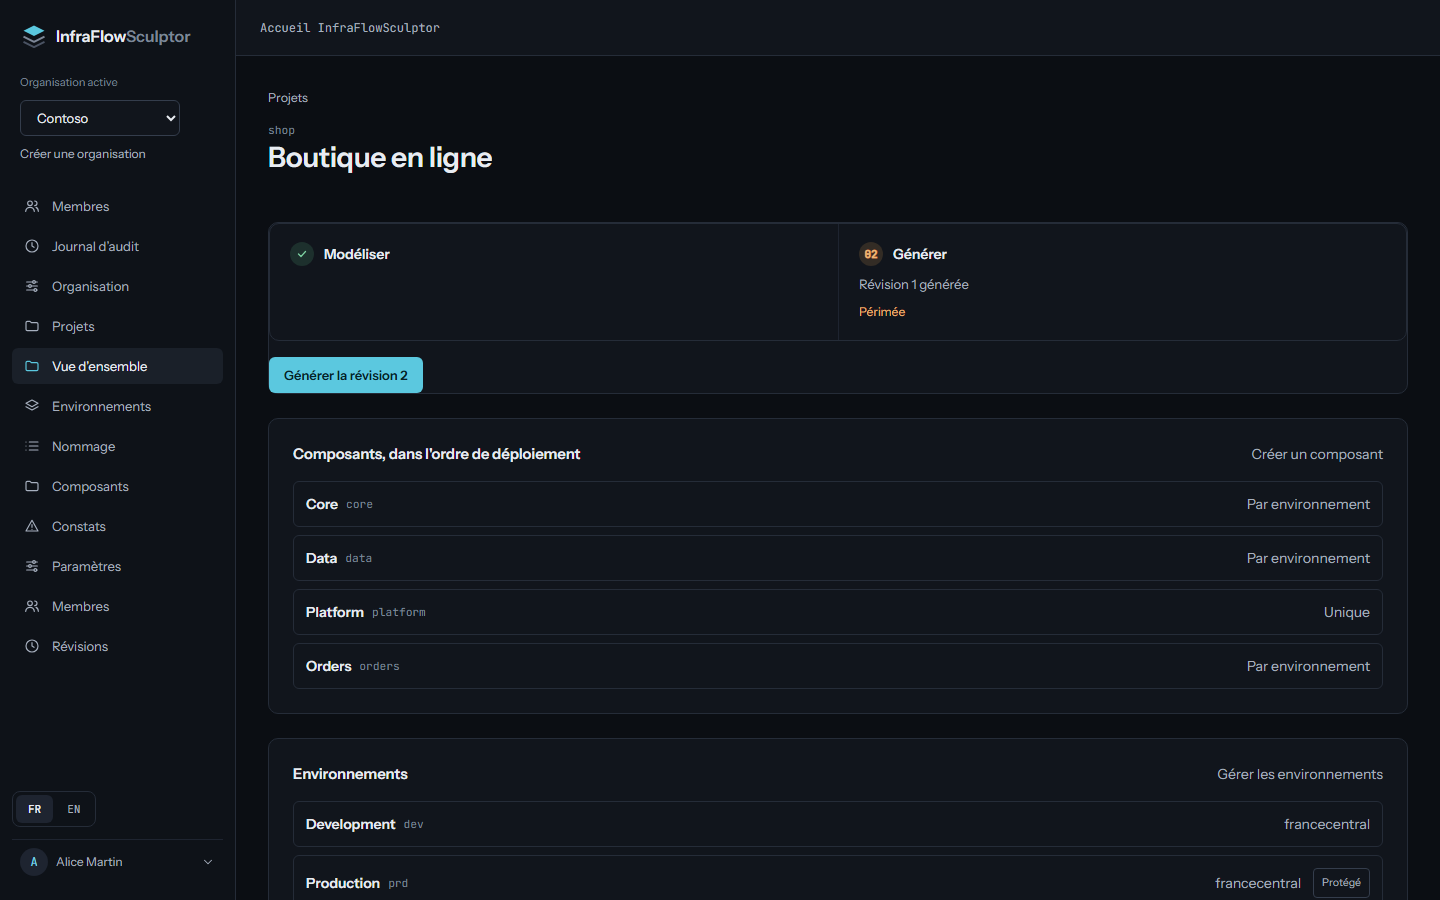 InfraFlowSculptor
Organisation active
Contoso
Créer une organisation
Membres
Journal d'audit
Organisation
Projets
Vue d'ensemble
Environnements
Nommage
Composants
Constats
Paramètres
Membres
Révisions
FR EN
A Alice Martin
Accueil InfraFlowSculptor
Projets
shop
Boutique en ligne
Modéliser
02 Générer
Révision 1 générée
Périmée
Générer la révision 2
Composants, dans l'ordre de déploiement Créer un composant
Core core Par environnement
Data data Par environnement
Platform platform Unique
Orders orders Par environnement
Environnements Gérer les environnements
Development dev francecentral
Production prd francecentral Protégé